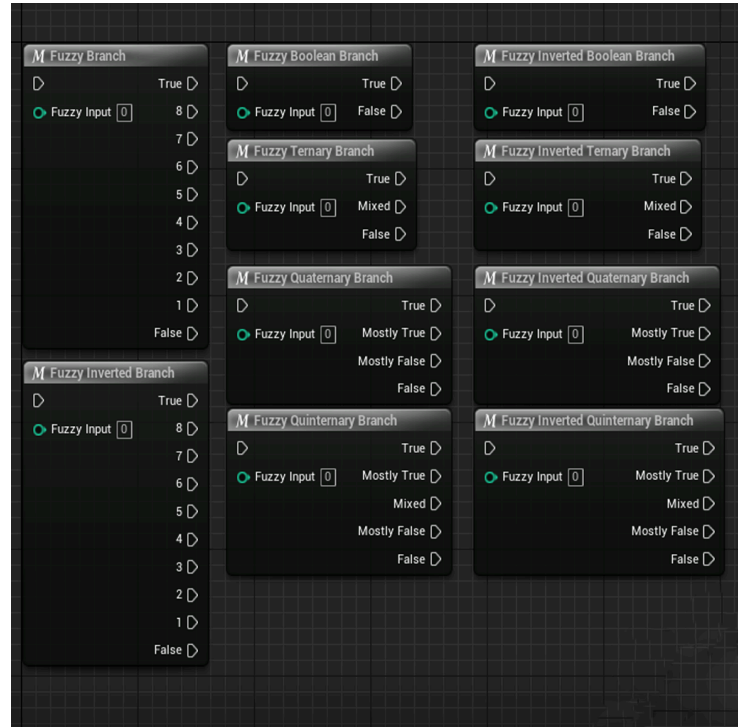 M Fuzzy Branch
True
Fuzzy Input 0 8
7
6
5
4
3
2
1
False
M Fuzzy Inverted Branch
True
Fuzzy Input 0 8
7
6
5
4
3
2
1
False
M Fuzzy Boolean Branch
True
Fuzzy Input 0 False
M Fuzzy Ternary Branch
True
Fuzzy Input 0 Mixed
False
M Fuzzy Quaternary Branch
True
Fuzzy Input 0 Mostly True
Mostly False
False
M Fuzzy Quinternary Branch
True
Fuzzy Input 0 Mostly True
Mixed
Mostly False
False
M Fuzzy Inverted Boolean Branch
True
Fuzzy Input 0 False
M Fuzzy Inverted Ternary Branch
True
Fuzzy Input 0 Mixed
False
M Fuzzy Inverted Quaternary Branch
True
Fuzzy Input 0 Mostly True
Mostly False
False
M Fuzzy Inverted Quinternary Branch
True
Fuzzy Input 0 Mostly True
Mixed
Mostly False
False